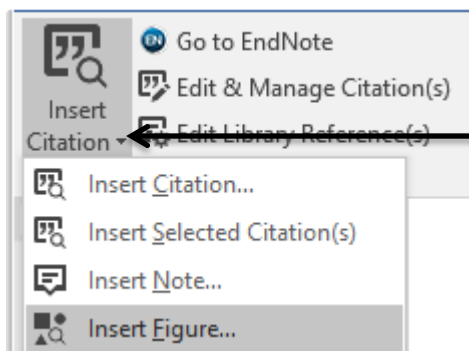 Go to EndNote
Edit & Manage Citation(s)
Insert
Citation
Edit Library Reference(s)
Insert Citation...
Insert Selected Citation(s)
Insert Note...
Insert Figure...